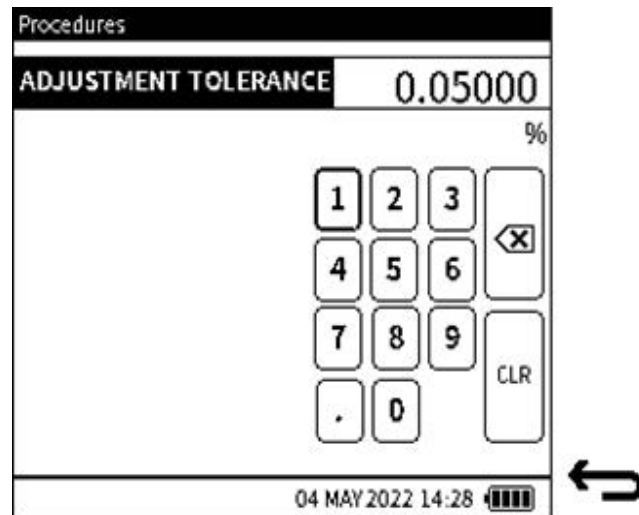 Procedures
ADJUSTMENT TOLERANCE 0.05000
%
1 2 3
4 5 6
7 8 9
CLR
. 0
04 MAY 2022 14:28